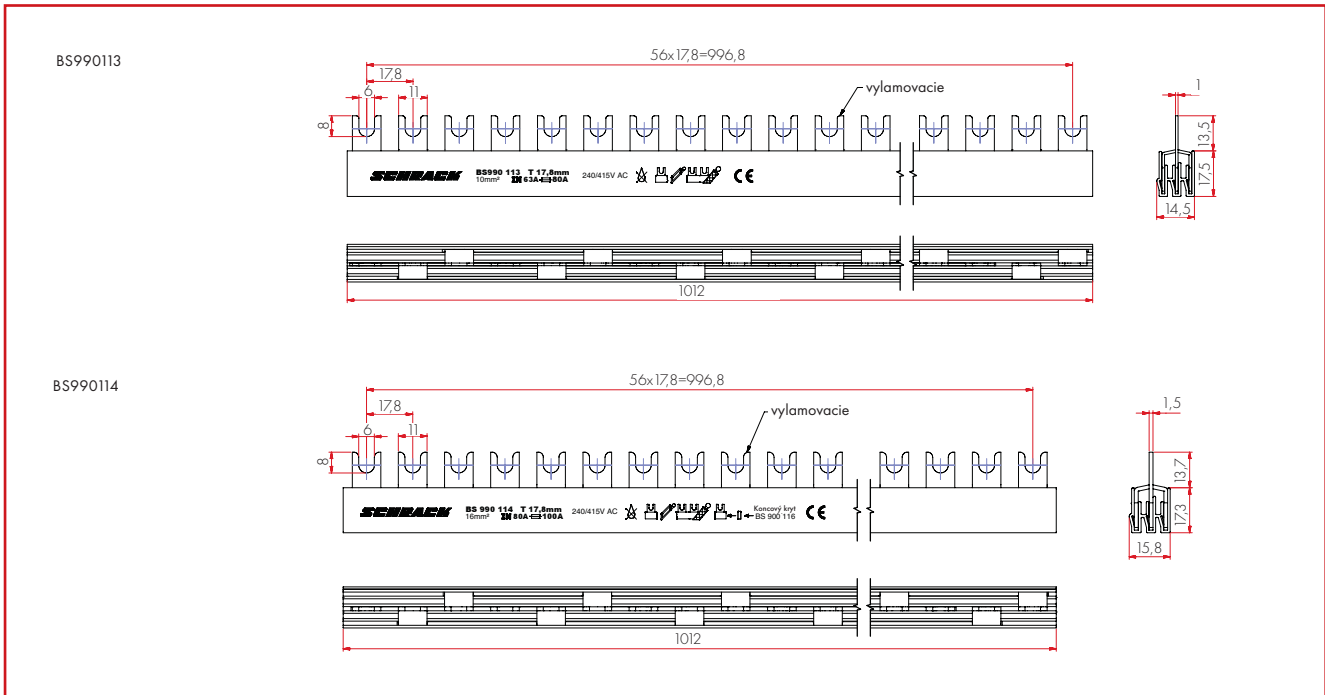 BS990113
56x17,8=996,8
17,8
6
11
8
vylamovacie
1
13,5
17,5
14,5
SCHRACK
BS990 113 T 17,8mm
10mm² IN 63A 80A
240/415V AC
CE
1012
BS990114
56x17,8=996,8
17,8
6
11
8
vylamovacie
1,5
13,7
17,3
15,8
SCHRACK
BS 990 114 T 17,8mm
16mm² IN 80A 100A
240/415V AC
Koncový kryt
BS 900 116
CE
1012